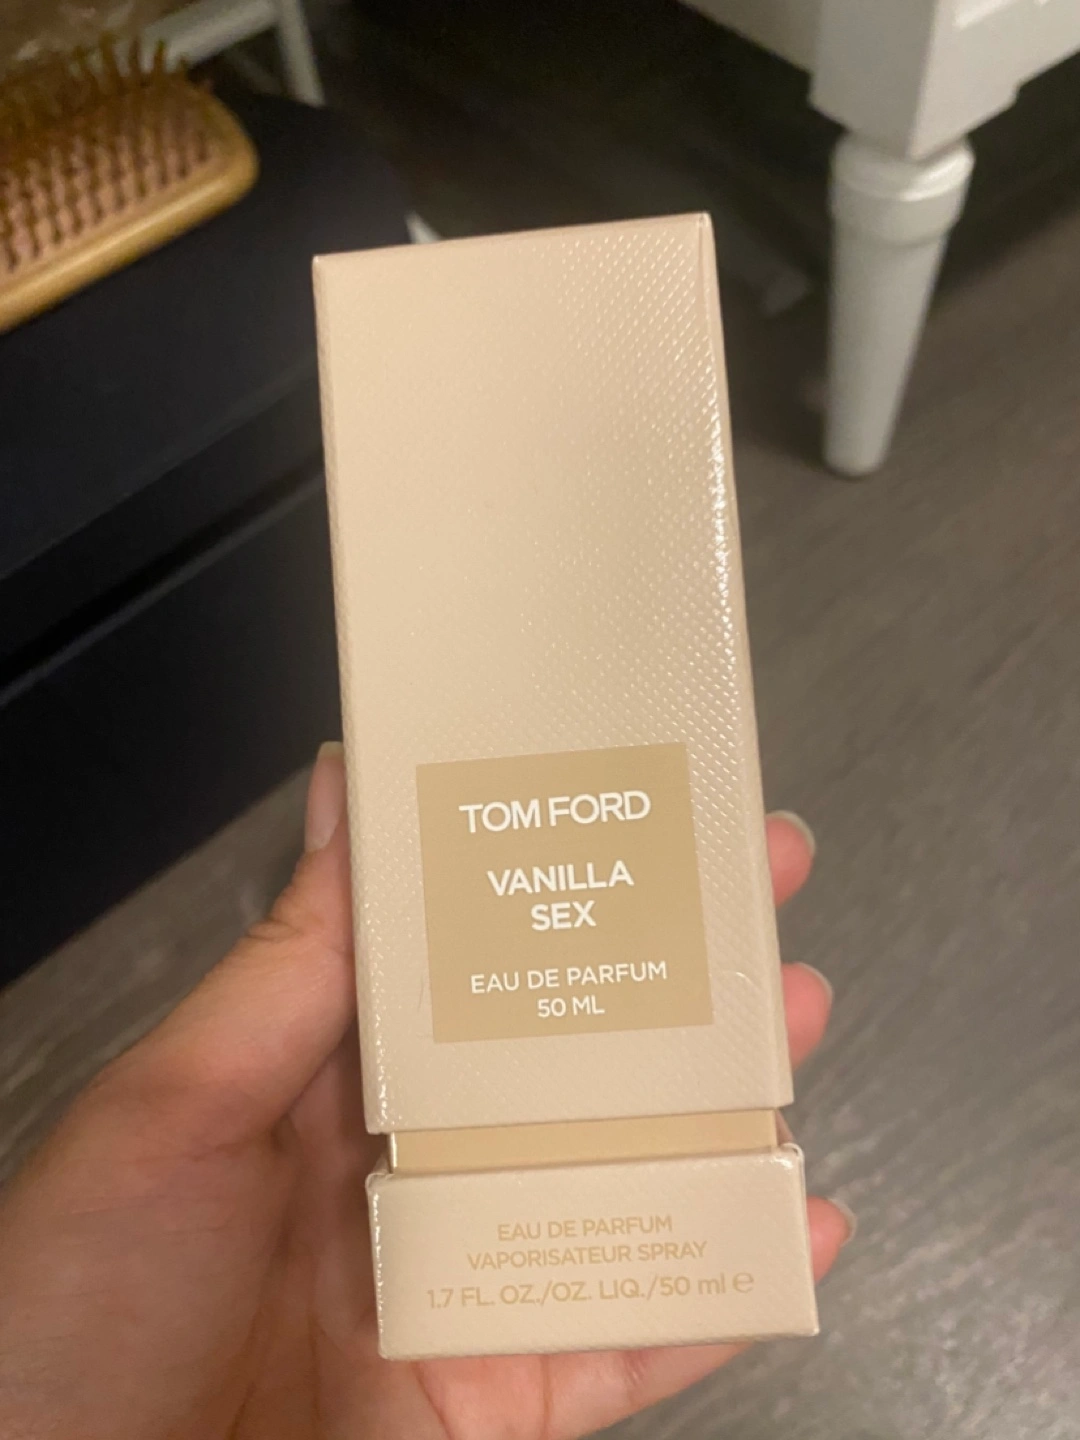 TOM FORD
VANILLA
SEX
EAU DE PARFUM
50 ML
EAU DE PARFUM
VAPORISATEUR SPRAY
1.7 FL. OZ./OZ. LIQ./50 ml ℮